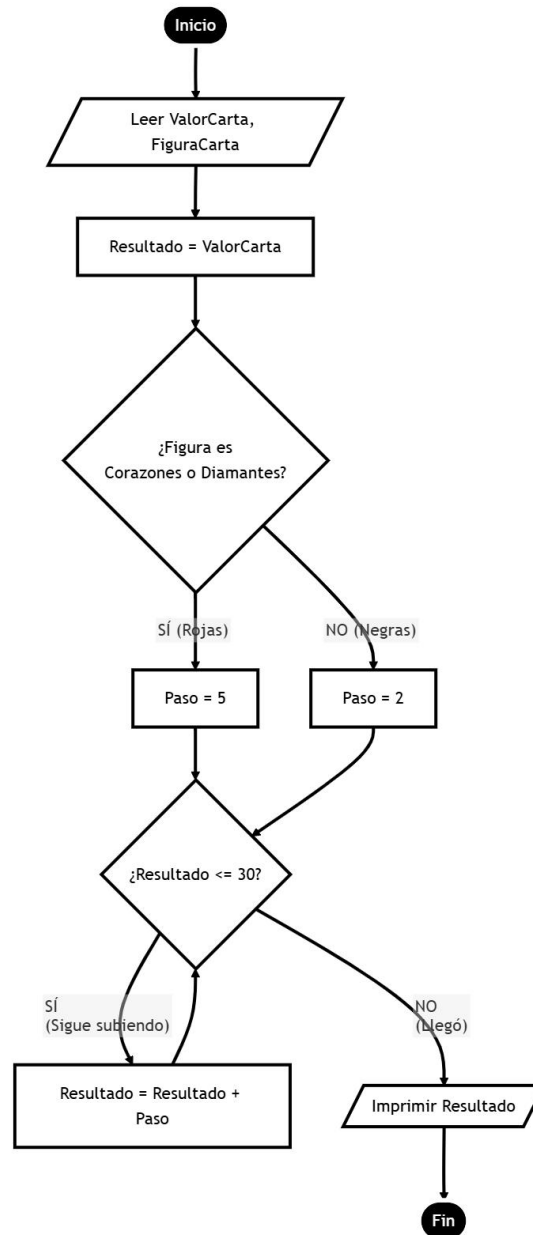 Inicio
Leer ValorCarta,
FiguraCarta
Resultado = ValorCarta
¿Figura es
Corazones o Diamantes?
SÍ (Rojas)
NO (Negras)
Paso = 5
Paso = 2
¿Resultado <= 30?
SÍ
(Sigue subiendo)
NO
(Llegó)
Resultado = Resultado +
Paso
Imprimir Resultado
Fin